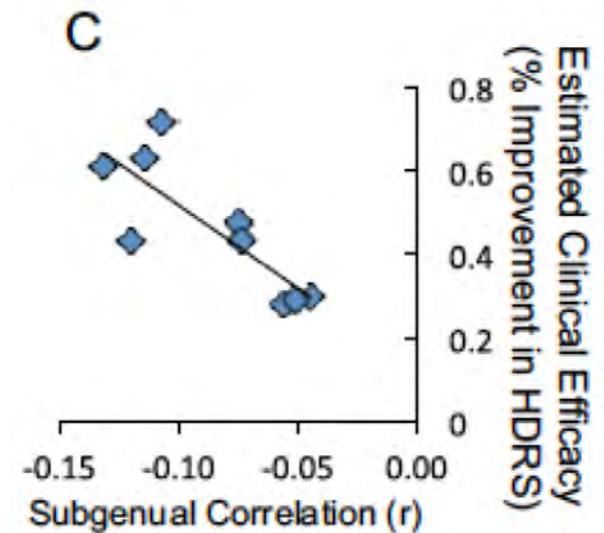 C
0.8
0.6
0.4
0.2
0
-0.15 -0.10 -0.05 0.00
Subgenual Correlation (r)
Estimated Clinical Efficacy
(% Improvement in HDRS)